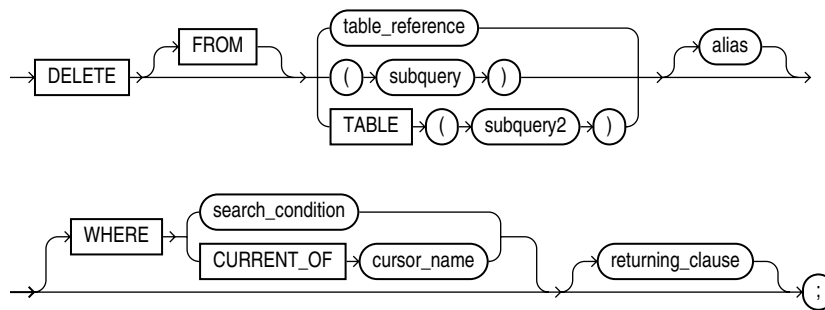 FROM table_reference alias
DELETE ( subquery )
TABLE ( subquery2 )
search_condition
WHERE returning_clause
CURRENT_OF cursor_name
;